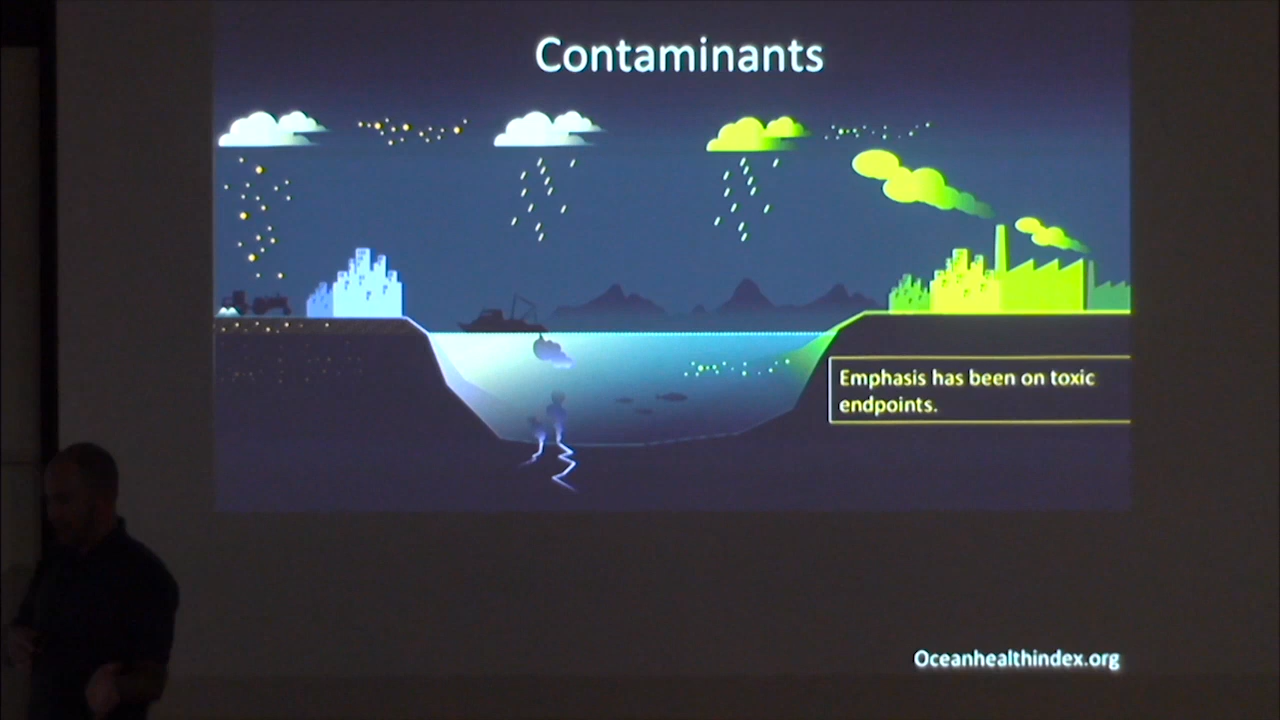 Contaminants
Emphasis has been on toxic
endpoints.
Oceanhealthindex.org